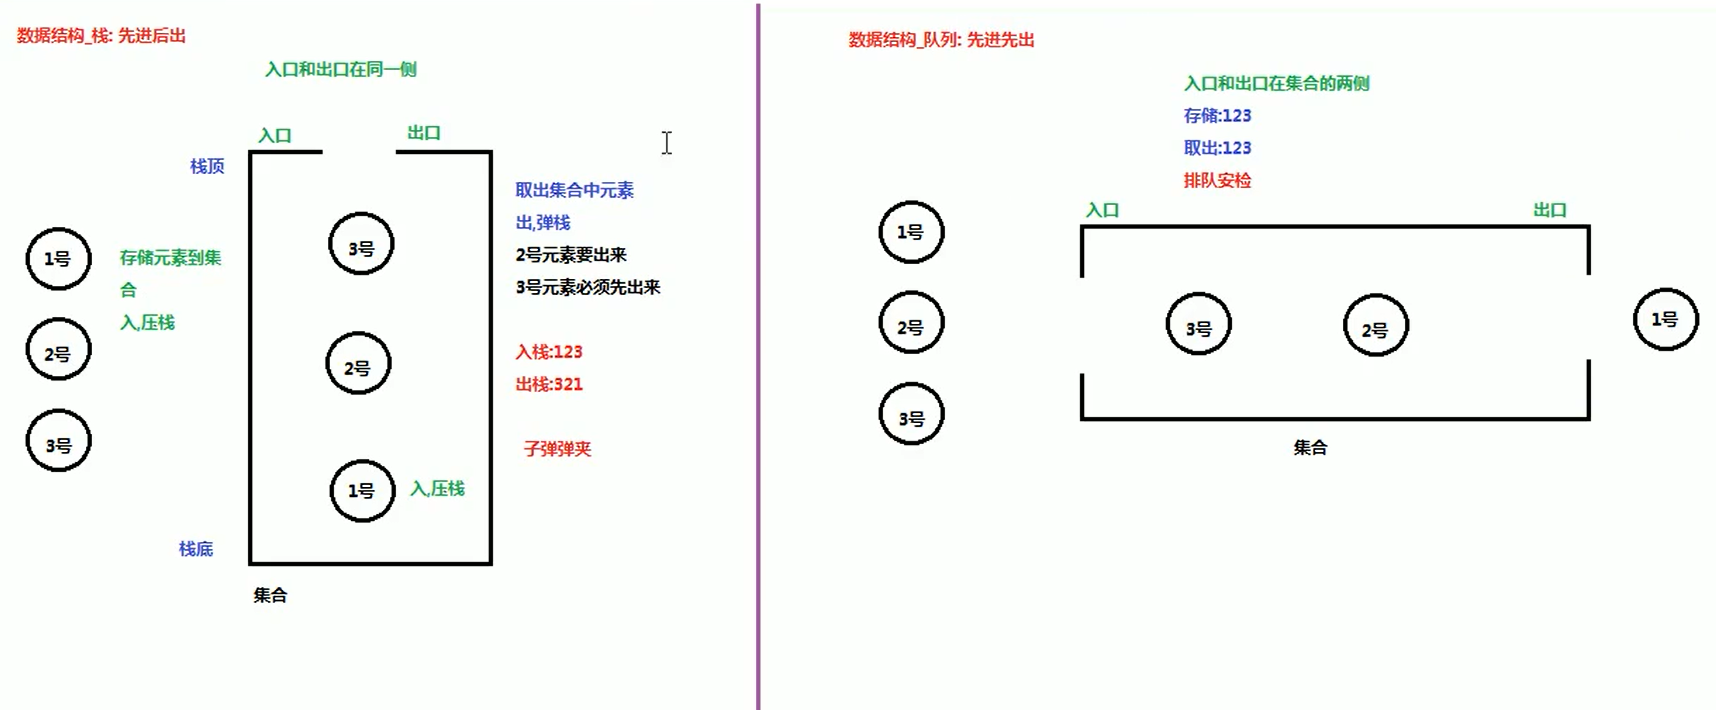 数据结构_栈: 先进后出
入口和出口在同一侧
入口
出口
栈顶
1号
2号
3号
存储元素到集
合
入,压栈
3号
2号
1号
入,压栈
取出集合中元素
出,弹栈
2号元素要出来
3号元素必须先出来
入栈:123
出栈:321
子弹弹夹
栈底
集合
数据结构_队列: 先进先出
入口和出口在集合的两侧
存储:123
取出:123
排队安检
入口
出口
1号
2号
3号
3号
2号
1号
集合